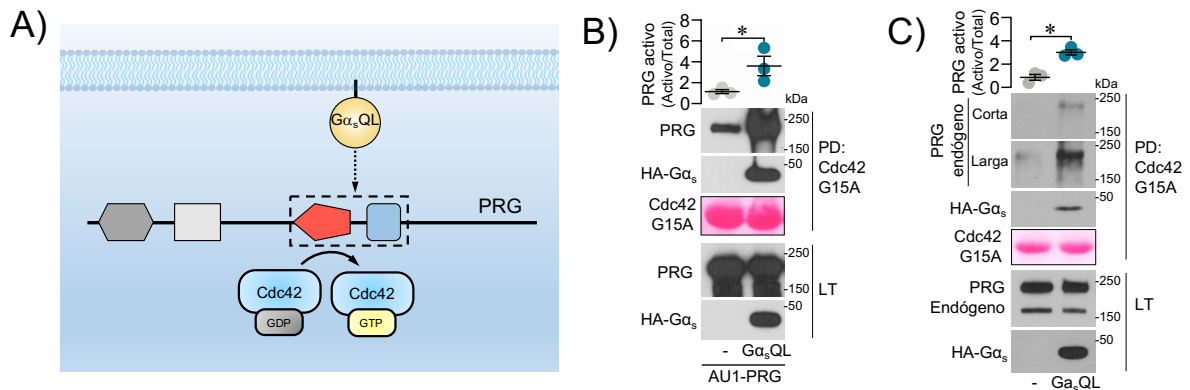 A)
GαsQL
PRG
Cdc42
Cdc42
GDP
GTP
B)
PRG activo
(Activo/Total)
8
6
4
2
0
*
kDa
PRG
-250
-150
HA-Gαs
-50
Cdc42
G15A
PD:
Cdc42
G15A
PRG
-250
-150
HA-Gαs
-50
LT
- GαsQL
AU1-PRG
C)
PRG activo
(Activo/Total)
6
4
2
0
*
kDa
PRG
endógeno
Corta
-250
-150
Larga
-250
-150
HA-Gαs
-50
Cdc42
G15A
PD:
Cdc42
G15A
PRG
Endógeno
-250
-150
HA-Gαs
-50
LT
- GasQL